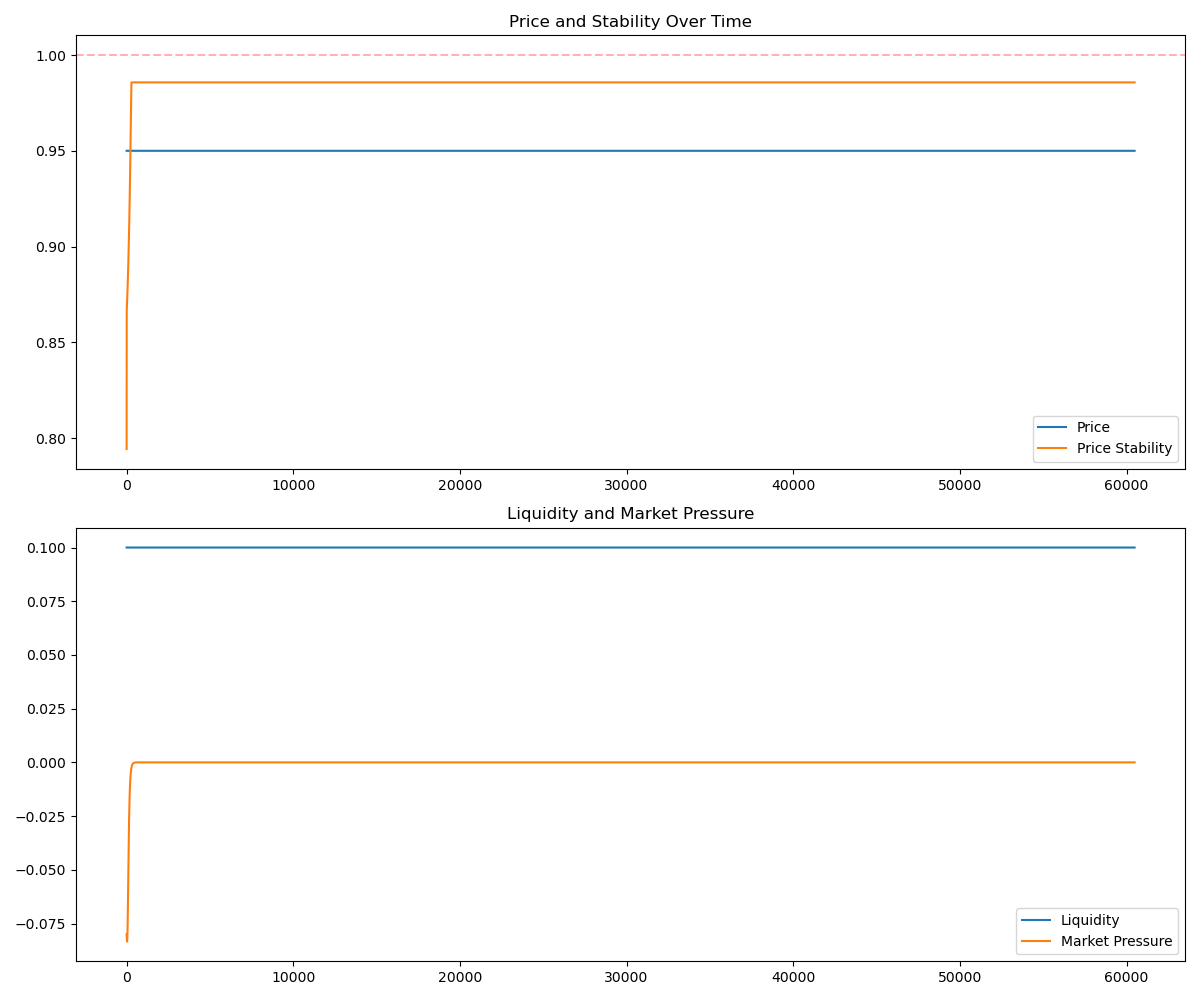 Price and Stability Over Time
1.00
0.95
0.90
0.85
0.80
Price
Price Stability
0 10000 20000 30000 40000 50000 60000
Liquidity and Market Pressure
0.100
0.075
0.050
0.025
0.000
−0.025
−0.050
−0.075
Liquidity
Market Pressure
0 10000 20000 30000 40000 50000 60000